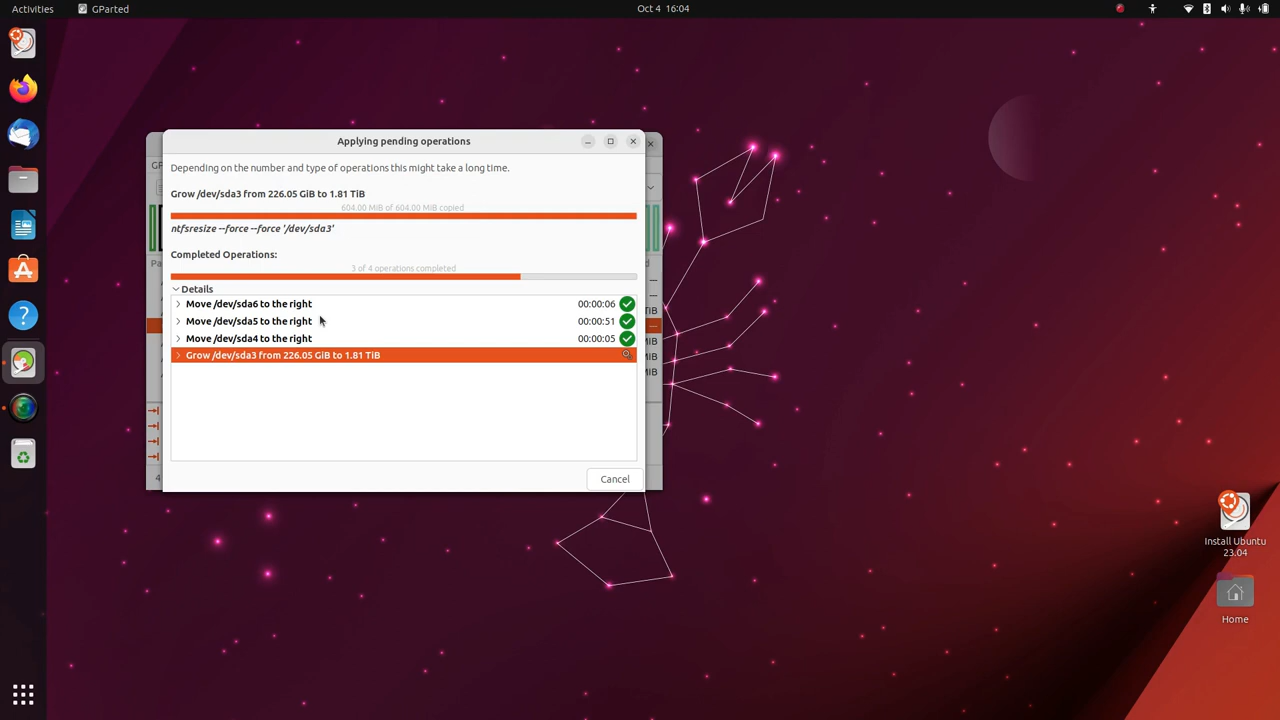 Activities GParted Oct 4 16:04
Applying pending operations
Depending on the number and type of operations this might take a long time.
Grow /dev/sda3 from 226.05 GiB to 1.81 TiB
604.00 MiB of 604.00 MiB copied
ntfsresize --force --force '/dev/sda3'
Completed Operations:
3 of 4 operations completed
Details
Move /dev/sda6 to the right 00:00:06
Move /dev/sda5 to the right 00:00:51
Move /dev/sda4 to the right 00:00:05
Grow /dev/sda3 from 226.05 GiB to 1.81 TiB
Cancel
Install Ubuntu
23.04
Home